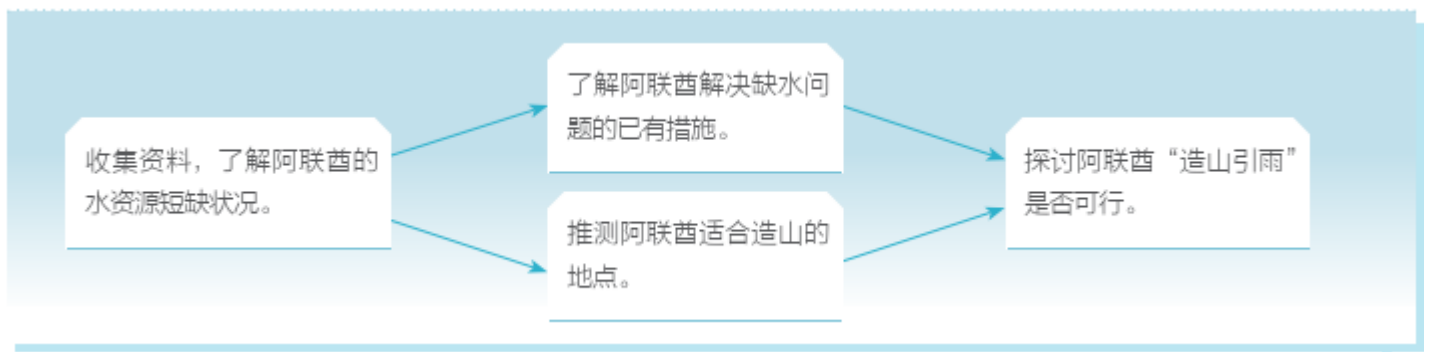 收集资料，了解阿联酋的
水资源短缺状况。
了解阿联酋解决缺水问
题的已有措施。
推测阿联酋适合造山的
地点。
探讨阿联酋“造山引雨”
是否可行。